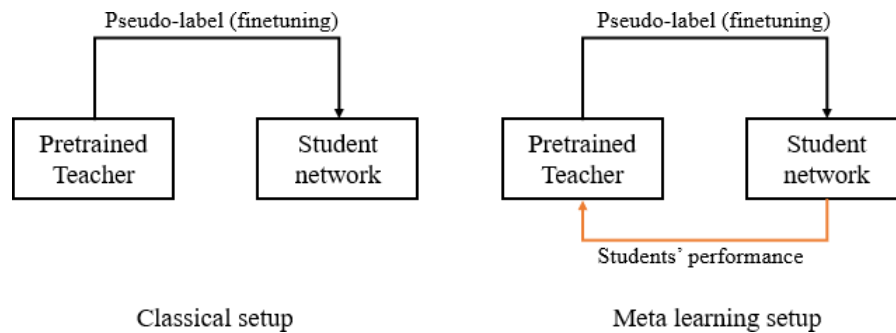 Pseudo-label (finetuning)
Pretrained
Teacher
Student
network
Classical setup
Pseudo-label (finetuning)
Pretrained
Teacher
Student
network
Students’ performance
Meta learning setup